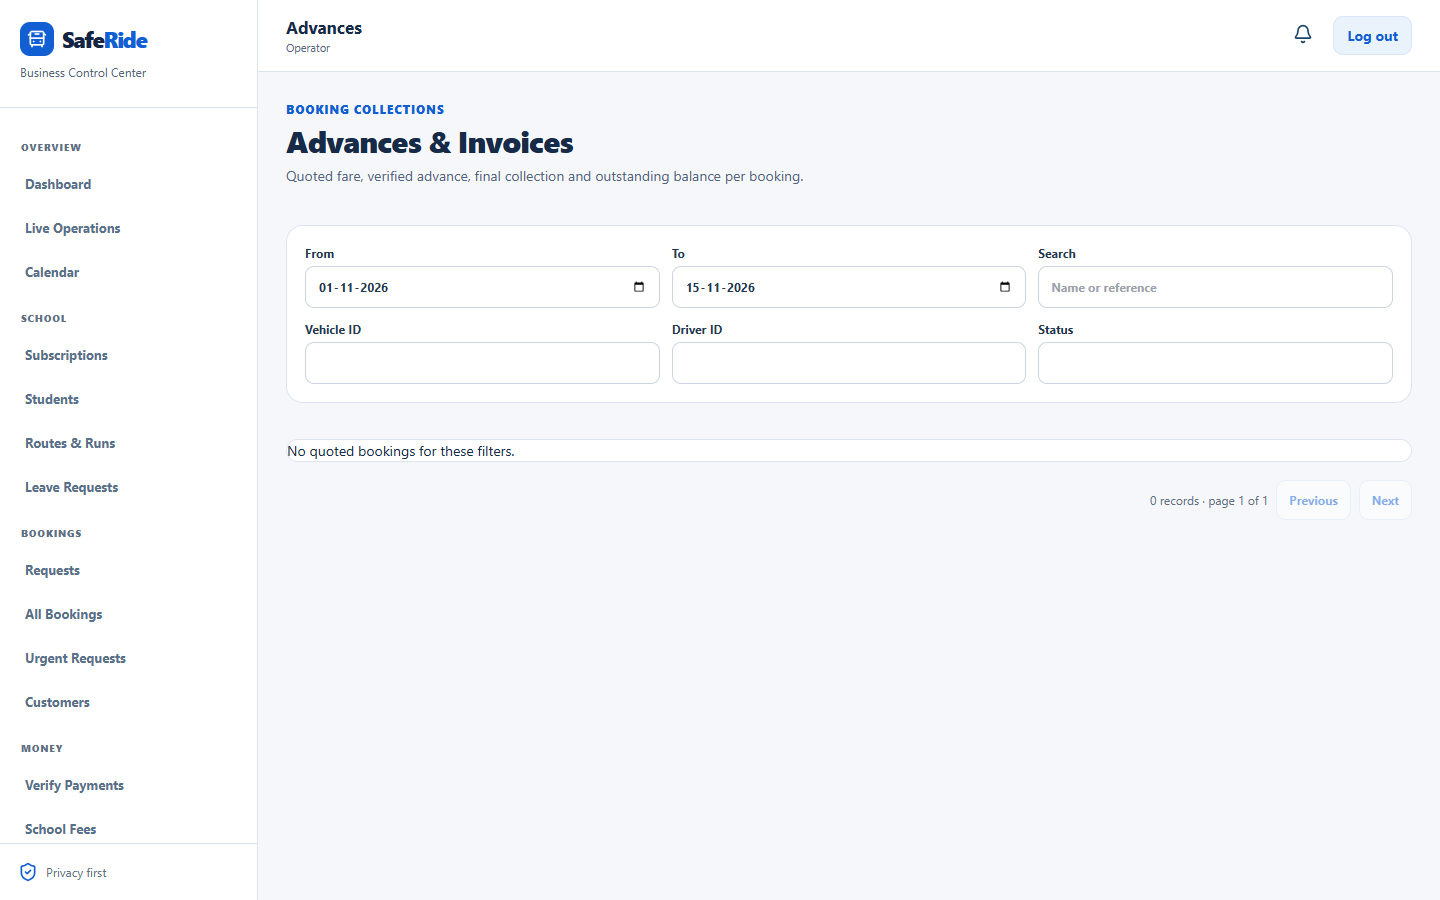 SafeRide
Business Control Center
OVERVIEW
Dashboard
Live Operations
Calendar
SCHOOL
Subscriptions
Students
Routes & Runs
Leave Requests
BOOKINGS
Requests
All Bookings
Urgent Requests
Customers
MONEY
Verify Payments
School Fees
Privacy first
Advances
Operator
Log out
BOOKING COLLECTIONS
Advances & Invoices
Quoted fare, verified advance, final collection and outstanding balance per booking.
From To Search
01-11-2026 15-11-2026 Name or reference
Vehicle ID Driver ID Status
No quoted bookings for these filters.
0 records · page 1 of 1 Previous Next